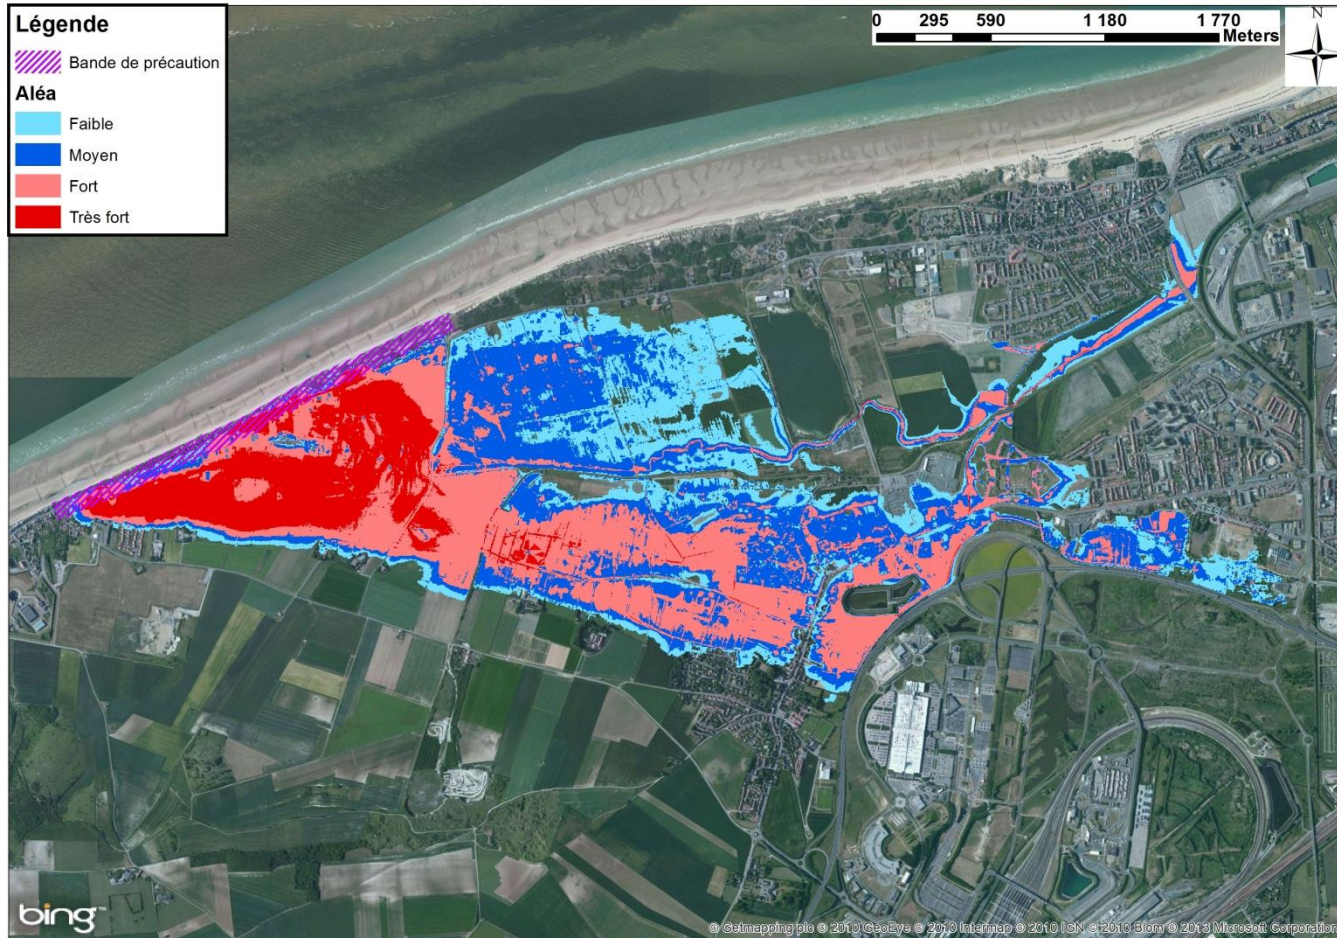 Légende
Bande de précaution
Aléa
Faible
Moyen
Fort
Très fort
0 295 590 1 180 1 770
Meters
N
bing™
© Getmapping plc © 2010 GeoEye © 2010 Intermap © 2010 IGN © 2010 Blom © 2013 Microsoft Corporation